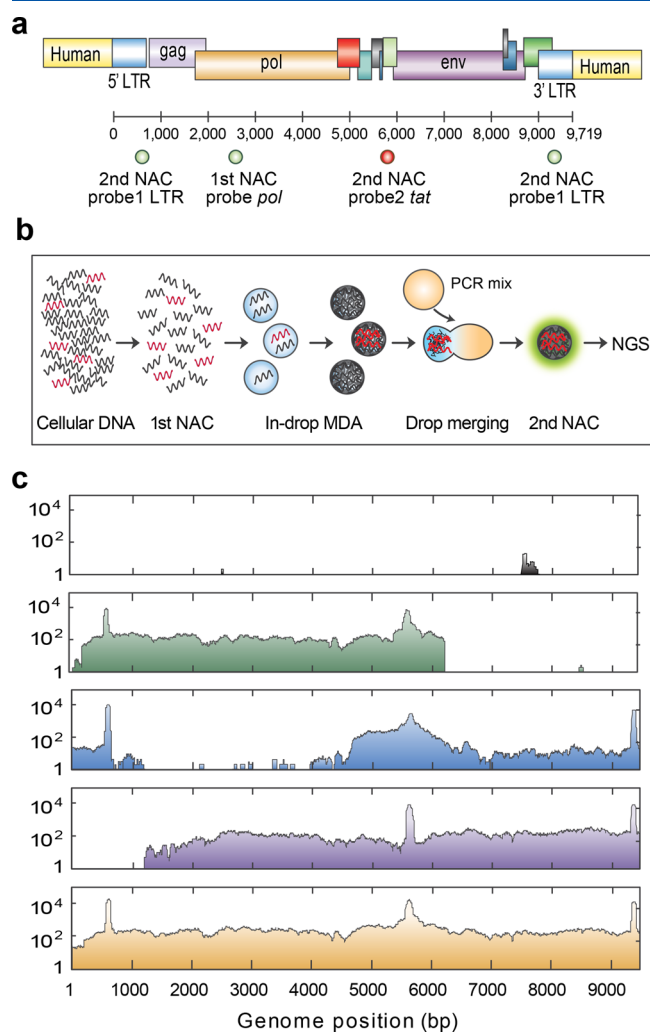 a
Human
gag
pol
env
Human
5' LTR
3' LTR
0 1,000 2,000 3,000 4,000 5,000 6,000 7,000 8,000 9,000 9,719
2nd NAC
probe1 LTR
1st NAC
probe pol
2nd NAC
probe2 tat
2nd NAC
probe1 LTR
b
PCR mix
NGS
Cellular DNA 1st NAC In-drop MDA Drop merging 2nd NAC
c
10⁴
10²
1
10⁴
10²
1
10⁴
10²
1
10⁴
10²
1
10⁴
10²
1
1 1000 2000 3000 4000 5000 6000 7000 8000 9000
Genome position (bp)